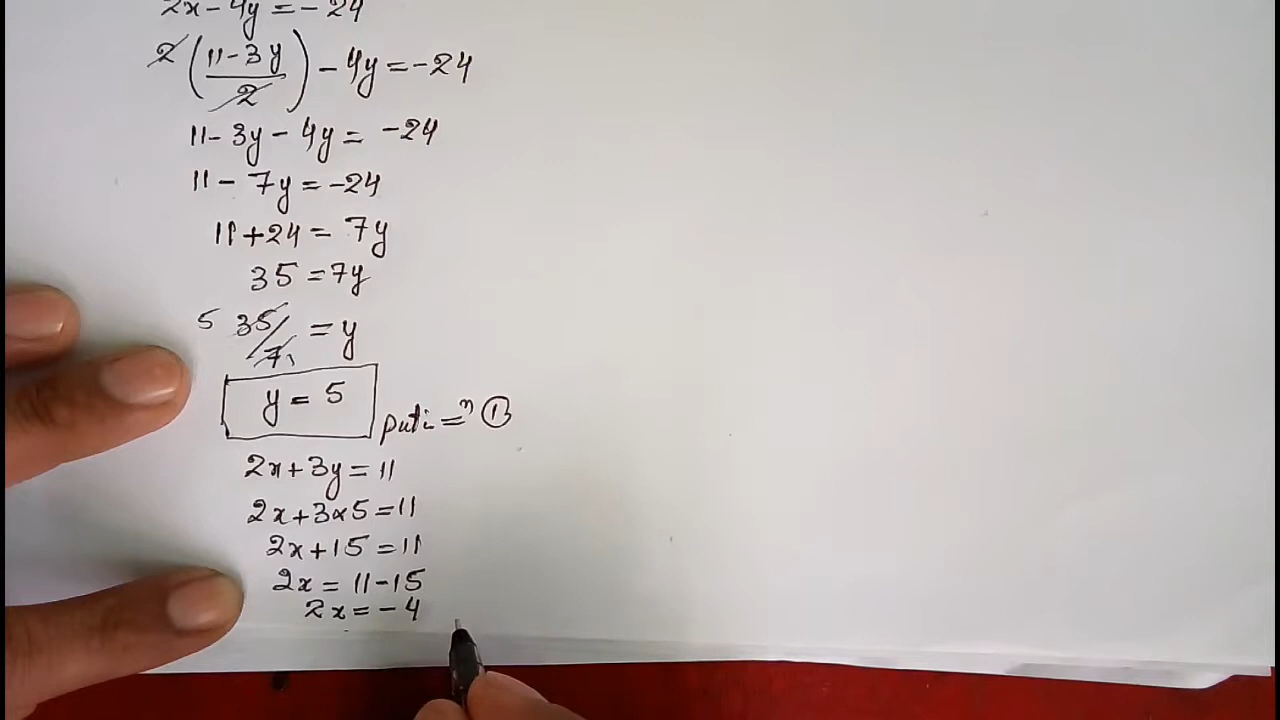 2x - 4y = -24
2 ( 11 - 3y / 2 ) - 4y = -24
11 - 3y - 4y = -24
11 - 7y = -24
11 + 24 = 7y
35 = 7y
5 35/7 1 = y
y = 5 put i = n ①
2x + 3y = 11
2x + 3 x 5 = 11
2x + 15 = 11
2x = 11 - 15
2x = -4